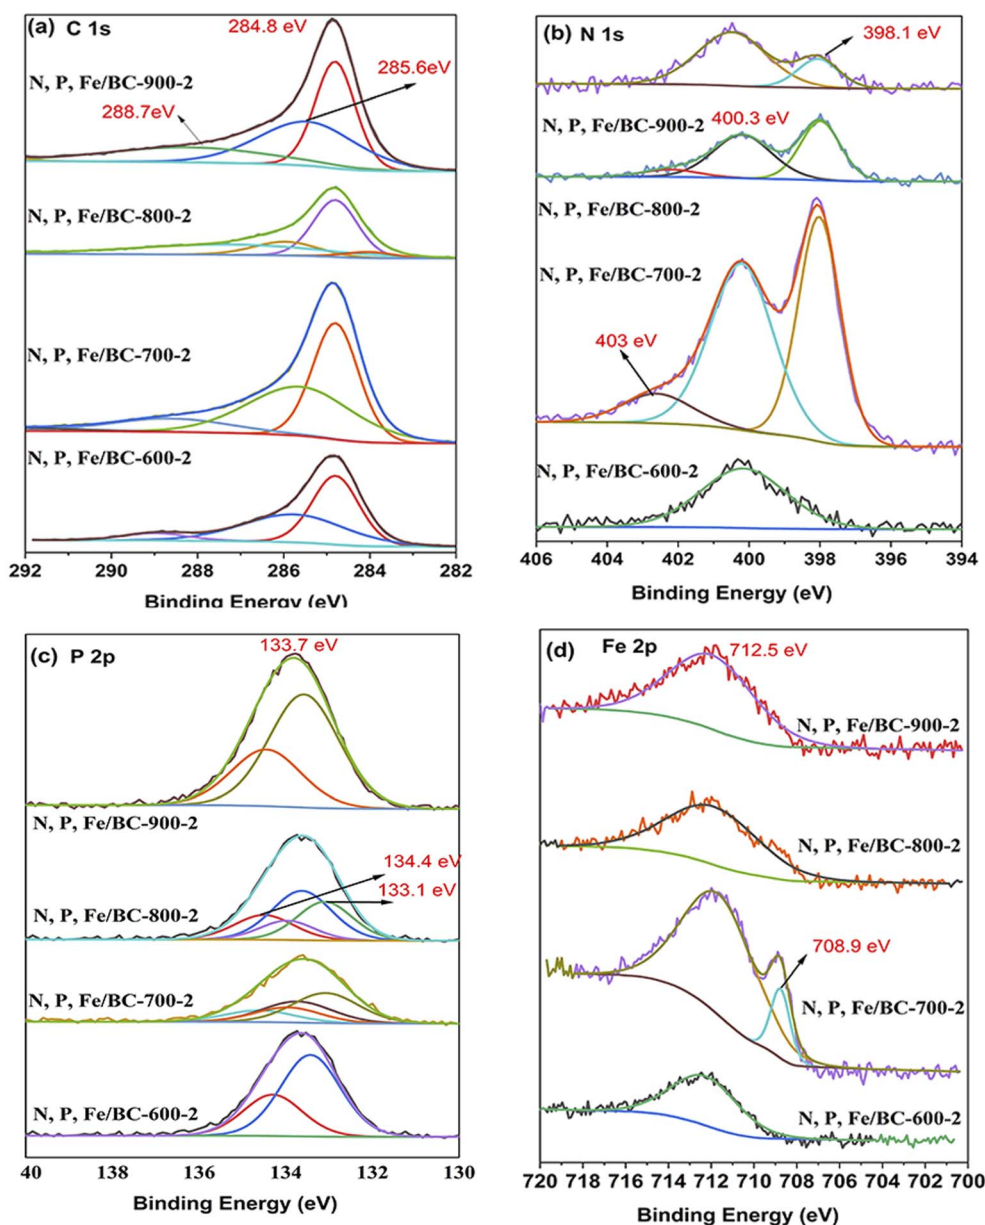 (a) C 1s
284.8 eV
285.6eV
N, P, Fe/BC-900-2
288.7eV
N, P, Fe/BC-800-2
N, P, Fe/BC-700-2
N, P, Fe/BC-600-2
292 290 288 286 284 282
Binding Energy (eV)
(b) N 1s
398.1 eV
N, P, Fe/BC-900-2
400.3 eV
N, P, Fe/BC-800-2
N, P, Fe/BC-700-2
403 eV
N, P, Fe/BC-600-2
406 404 402 400 398 396 394
Binding Energy (eV)
(c) P 2p
133.7 eV
N, P, Fe/BC-900-2
134.4 eV
133.1 eV
N, P, Fe/BC-800-2
N, P, Fe/BC-700-2
N, P, Fe/BC-600-2
40 138 136 134 132 130
Binding Energy (eV)
(d) Fe 2p
712.5 eV
N, P, Fe/BC-900-2
N, P, Fe/BC-800-2
708.9 eV
N, P, Fe/BC-700-2
N, P, Fe/BC-600-2
720 718 716 714 712 710 708 706 704 702 700
Binding Energy (eV)